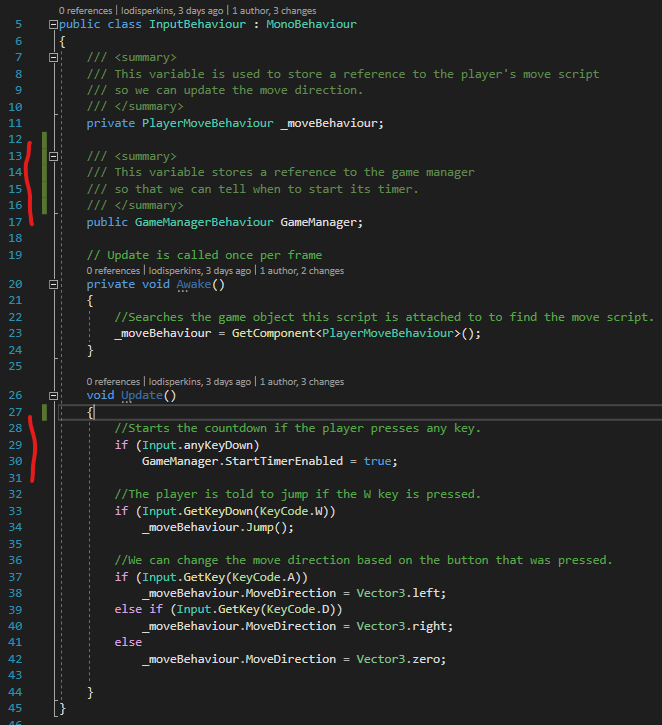 0 references | lodisperkins, 3 days ago | 1 author, 3 changes
5 public class InputBehaviour : MonoBehaviour
6 {
7 /// <summary>
8 /// This variable is used to store a reference to the player's move script
9 /// so we can update the move direction.
10 /// </summary>
11 private PlayerMoveBehaviour _moveBehaviour;
12
13 /// <summary>
14 /// This variable stores a reference to the game manager
15 /// so that we can tell when to start its timer.
16 /// </summary>
17 public GameManagerBehaviour GameManager;
18
19 // Update is called once per frame
0 references | lodisperkins, 3 days ago | 1 author, 2 changes
20 private void Awake()
21 {
22 //Searches the game object this script is attached to to find the move script.
23 _moveBehaviour = GetComponent<PlayerMoveBehaviour>();
24 }
25
0 references | lodisperkins, 3 days ago | 1 author, 3 changes
26 void Update()
27 {
28 //Starts the countdown if the player presses any key.
29 if (Input.anyKeyDown)
30 GameManager.StartTimerEnabled = true;
31
32 //The player is told to jump if the W key is pressed.
33 if (Input.GetKeyDown(KeyCode.W))
34 _moveBehaviour.Jump();
35
36 //We can change the move direction based on the button that was pressed.
37 if (Input.GetKey(KeyCode.A))
38 _moveBehaviour.MoveDirection = Vector3.left;
39 else if (Input.GetKey(KeyCode.D))
40 _moveBehaviour.MoveDirection = Vector3.right;
41 else
42 _moveBehaviour.MoveDirection = Vector3.zero;
43
44 }
45 }